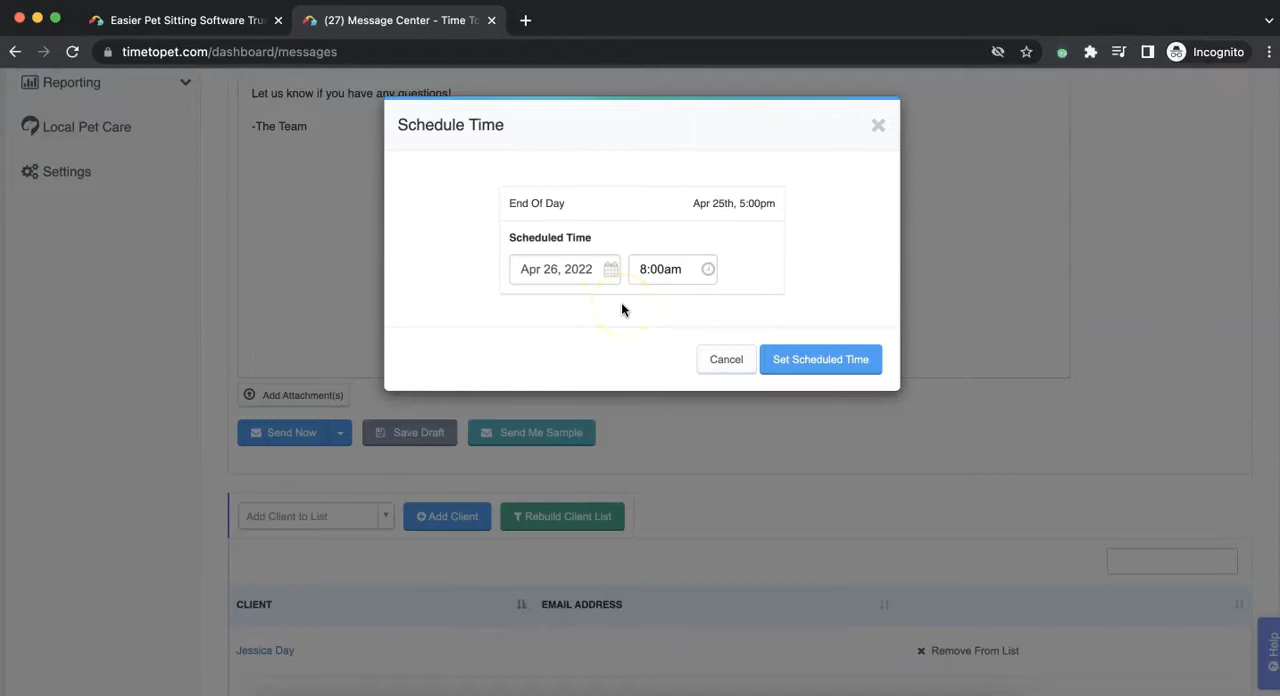 Easier Pet Sitting Software Tru
(27) Message Center - Time To
timetopet.com/dashboard/messages
Incognito
Reporting
Local Pet Care
Settings
Let us know if you have any questions!
-The Team
Schedule Time
End Of Day Apr 25th, 5:00pm
Scheduled Time
Apr 26, 2022 8:00am
Cancel Set Scheduled Time
Add Attachment(s)
Send Now Save Draft Send Me Sample
Add Client to List Add Client Rebuild Client List
CLIENT EMAIL ADDRESS
Jessica Day Remove From List
Help